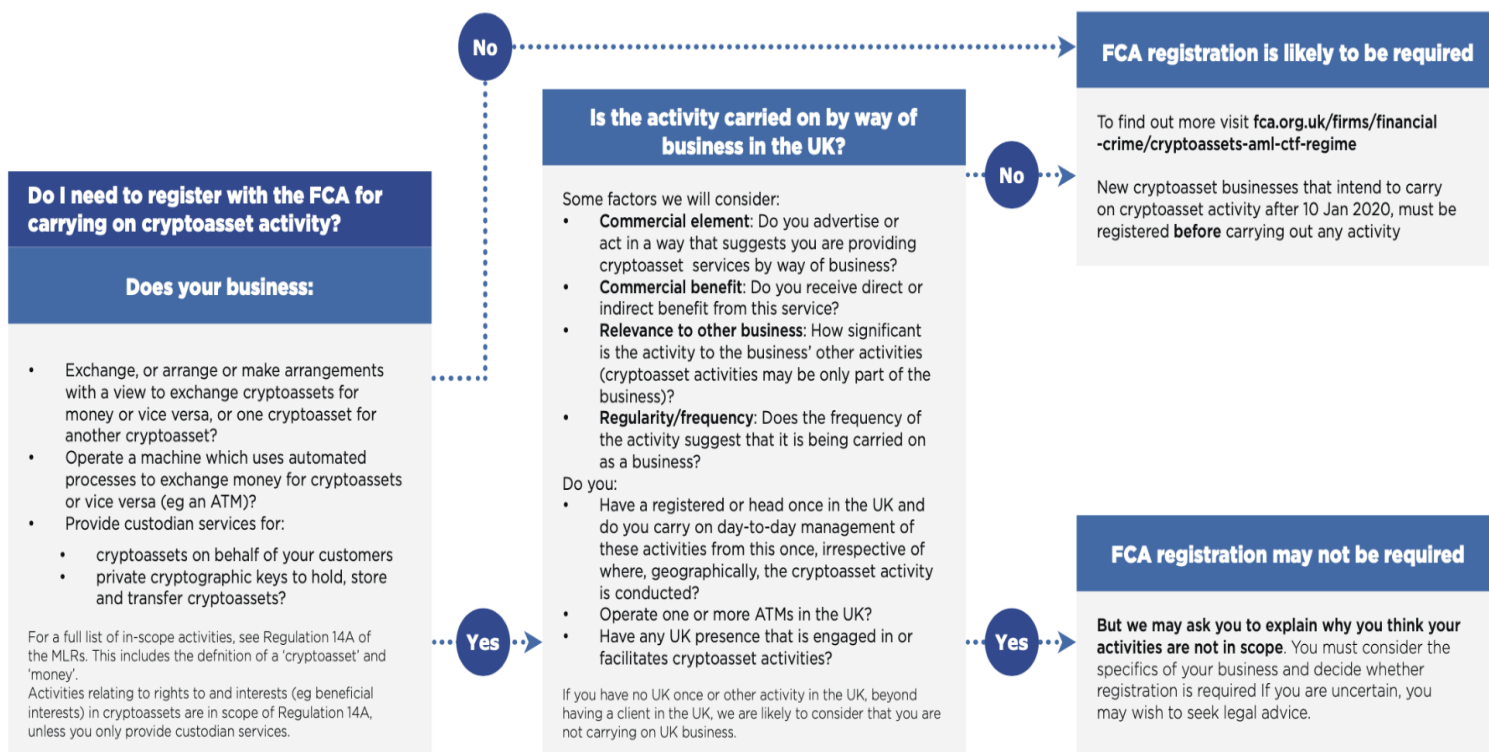 Do I need to register with the FCA for
carrying on cryptoasset activity?
Does your business:
• Exchange, or arrange or make arrangements
with a view to exchange cryptoassets for
money or vice versa, or one cryptoasset for
another cryptoasset?
• Operate a machine which uses automated
processes to exchange money for cryptoassets
or vice versa (eg an ATM)?
• Provide custodian services for:
• cryptoassets on behalf of your customers
• private cryptographic keys to hold, store
and transfer cryptoassets?
For a full list of in-scope activities, see Regulation 14A of
the MLRs. This includes the defnition of a ‘cryptoasset’ and
‘money’.
Activities relating to rights to and interests (eg beneficial
interests) in cryptoassets are in scope of Regulation 14A,
unless you only provide custodian services.
No
Yes
Is the activity carried on by way of
business in the UK?
Some factors we will consider:
• Commercial element: Do you advertise or
act in a way that suggests you are providing
cryptoasset services by way of business?
• Commercial benefit: Do you receive direct or
indirect benefit from this service?
• Relevance to other business: How significant
is the activity to the business’ other activities
(cryptoasset activities may be only part of the
business)?
• Regularity/frequency: Does the frequency of
the activity suggest that it is being carried on
as a business?
Do you:
• Have a registered or head once in the UK and
do you carry on day-to-day management of
these activities from this once, irrespective of
where, geographically, the cryptoasset activity
is conducted?
• Operate one or more ATMs in the UK?
• Have any UK presence that is engaged in or
facilitates cryptoasset activities?
If you have no UK once or other activity in the UK, beyond
having a client in the UK, we are likely to consider that you are
not carrying on UK business.
No
Yes
FCA registration is likely to be required
To find out more visit fca.org.uk/firms/financial
-crime/cryptoassets-aml-ctf-regime
New cryptoasset businesses that intend to carry
on cryptoasset activity after 10 Jan 2020, must be
registered before carrying out any activity
FCA registration may not be required
But we may ask you to explain why you think your
activities are not in scope. You must consider the
specifics of your business and decide whether
registration is required If you are uncertain, you
may wish to seek legal advice.